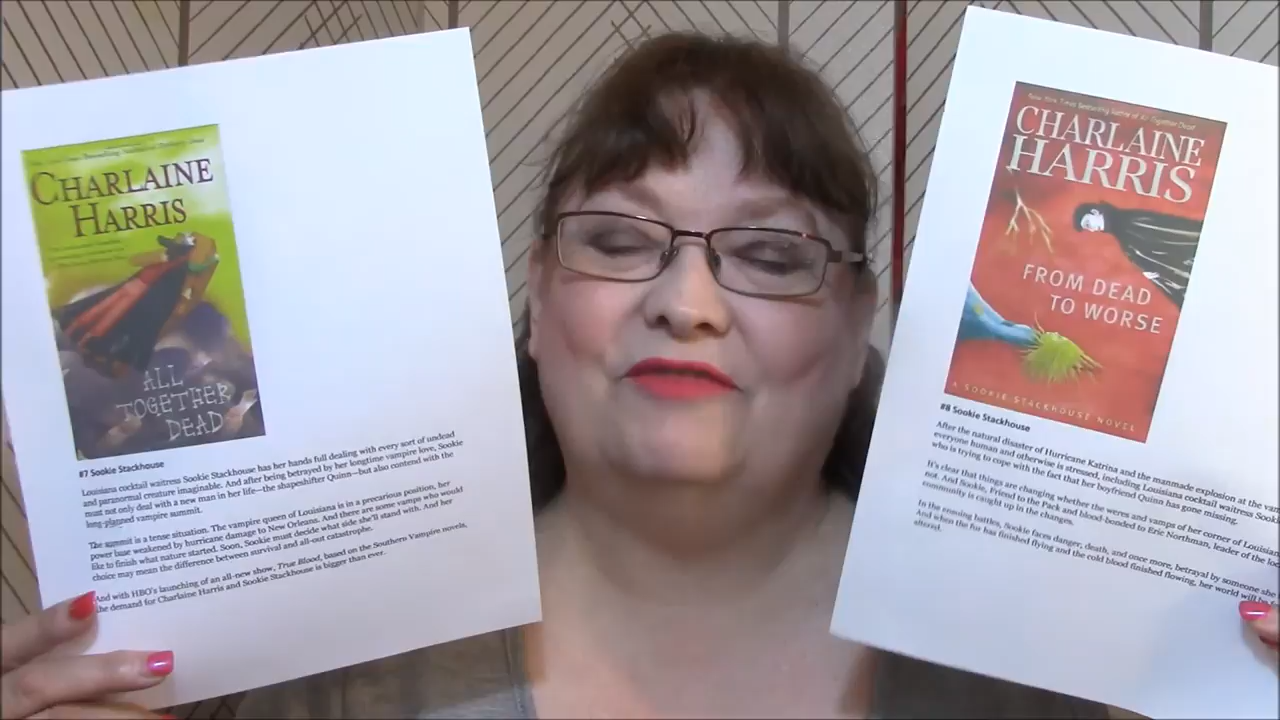 CHARLAINE
HARRIS
ALL
TOGETHER
DEAD
#7 Sookie Stackhouse
Louisiana cocktail waitress Sookie Stackhouse has her hands full dealing with every sort of undead
and paranormal creature imaginable. And after being betrayed by her longtime vampire love, Sookie
must not only deal with a new man in her life—the shapeshifter Quinn—but also contend with the
long-planned vampire summit.
The summit is a tense situation. The vampire queen of Louisiana is in a precarious position, her
power base weakened by hurricane damage to New Orleans. And there are some vamps who would
like to finish what nature started. Soon, Sookie must decide what side she'll stand with. And her
choice may mean the difference between survival and all-out catastrophe.
And with HBO's launching of an all-new show, True Blood, based on the Southern Vampire novels,
the demand for Charlaine Harris and Sookie Stackhouse is bigger than ever.
New York Times Bestselling Author of All Together Dead
CHARLAINE
HARRIS
FROM DEAD
TO WORSE
A SOOKIE STACKHOUSE NOVEL
#8 Sookie Stackhouse
After the natural disaster of Hurricane Katrina and the manmade explosion at the vam
everyone human and otherwise is stressed, including Louisiana cocktail waitress Sook
who is trying to cope with the fact that her boyfriend Quinn has gone missing.
It's clear that things are changing whether the weres and vamps of her corner of Louisian
not. And Sookie, Friend to the Pack and blood-bonded to Eric Northman, leader of the loc
community is caught up in the changes.
In the ensuing battles, Sookie faces danger, death, and once more, betrayal by someone she
And when the fur has finished flying and the cold blood finished flowing, her world will be
altered.